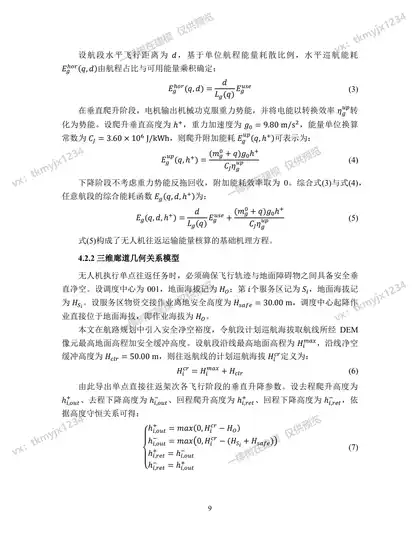 设航段水平飞行距离为 d，基于单位航程能量耗散比例，水平巡航能耗
E_g^{hor}(q,d)由航程占比与可用能量乘积确定：
E_g^{hor}(q,d) = \frac{d}{L_g(q)} E_g^{use} (3)
在垂直爬升阶段，电机输出机械功克服重力势能，并将电能以转换效率 η_g^{up}转
化为势能。设爬升垂直高度为 h^+，重力加速度为 g_0 = 9.80 m/s²，能量单位换算
常数为 C_J = 3.60 × 10^6 J/kWh，则爬升附加能耗 E_g^{up}(q,h^+)可表示为：
E_g^{up}(q,h^+) = \frac{(m_g^0 + q)g_0h^+}{C_Jη_g^{up}} (4)
下降阶段不考虑重力势能反拖回收，附加能耗效率取为 0。综合式(3)与式(4)，
任意航段的综合能耗函数 E_g(q,d,h^+)为：
E_g(q,d,h^+) = \frac{d}{L_g(q)} E_g^{use} + \frac{(m_g^0 + q)g_0h^+}{C_Jη_g^{up}} (5)
式(5)构成了无人机往返运输能量核算的基础机理方程。
4.2.2 三维廊道几何关系模型
无人机执行单点往返任务时，必须确保飞行轨迹与地面障碍物之间具备安全垂
直净空。设调度中心为 O01，地面海拔记为 H_O；第 i 个服务区记为 S_i，地面海拔记
为 H_{S_i}。设服务区物资交接作业离地安全高度为 H_{safe} = 30.00 m，调度中心起降作
业直接位于地面海拔，即作业海拔为 H_O。
本文在航路规划中引入安全净空裕度，令航段计划巡航海拔取航线所经 DEM
像元最高地面高程加安全缓冲高度。设航段沿线最高地面高程为 H_i^{max}，沿线净空
缓冲高度为 H_{clr} = 50.00 m，则往返航线的计划巡航海拔 H_i^{cr}定义为：
H_i^{cr} = H_i^{max} + H_{clr} (6)
由此导出单点直接往返架次各飞行阶段的垂直升降参数。设去程爬升高度为
h_{i,out}^+、去程下降高度为 h_{i,out}^-、回程爬升高度为 h_{i,ret}^+、回程下降高度为 h_{i,ret}^-，依
据高度守恒关系可得：
h_{i,out}^+ = max(0, H_i^{cr} − H_O)
h_{i,out}^- = max(0, H_i^{cr} − (H_{S_i} + H_{safe}))
h_{i,ret}^+ = h_{i,out}^-
h_{i,ret}^- = h_{i,out}^+ (7)
9
vx: tkmyjx1234
仅供预览